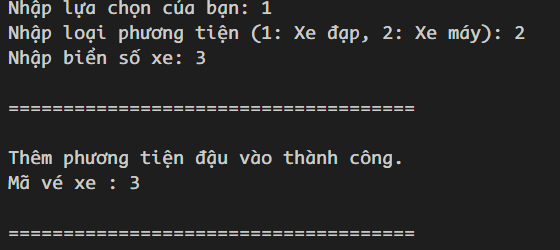 Nhập lựa chọn của bạn: 1
Nhập loại phương tiện (1: Xe đạp, 2: Xe máy): 2
Nhập biển số xe: 3
=====================================
Thêm phương tiện đậu vào thành công.
Mã vé xe : 3
=====================================